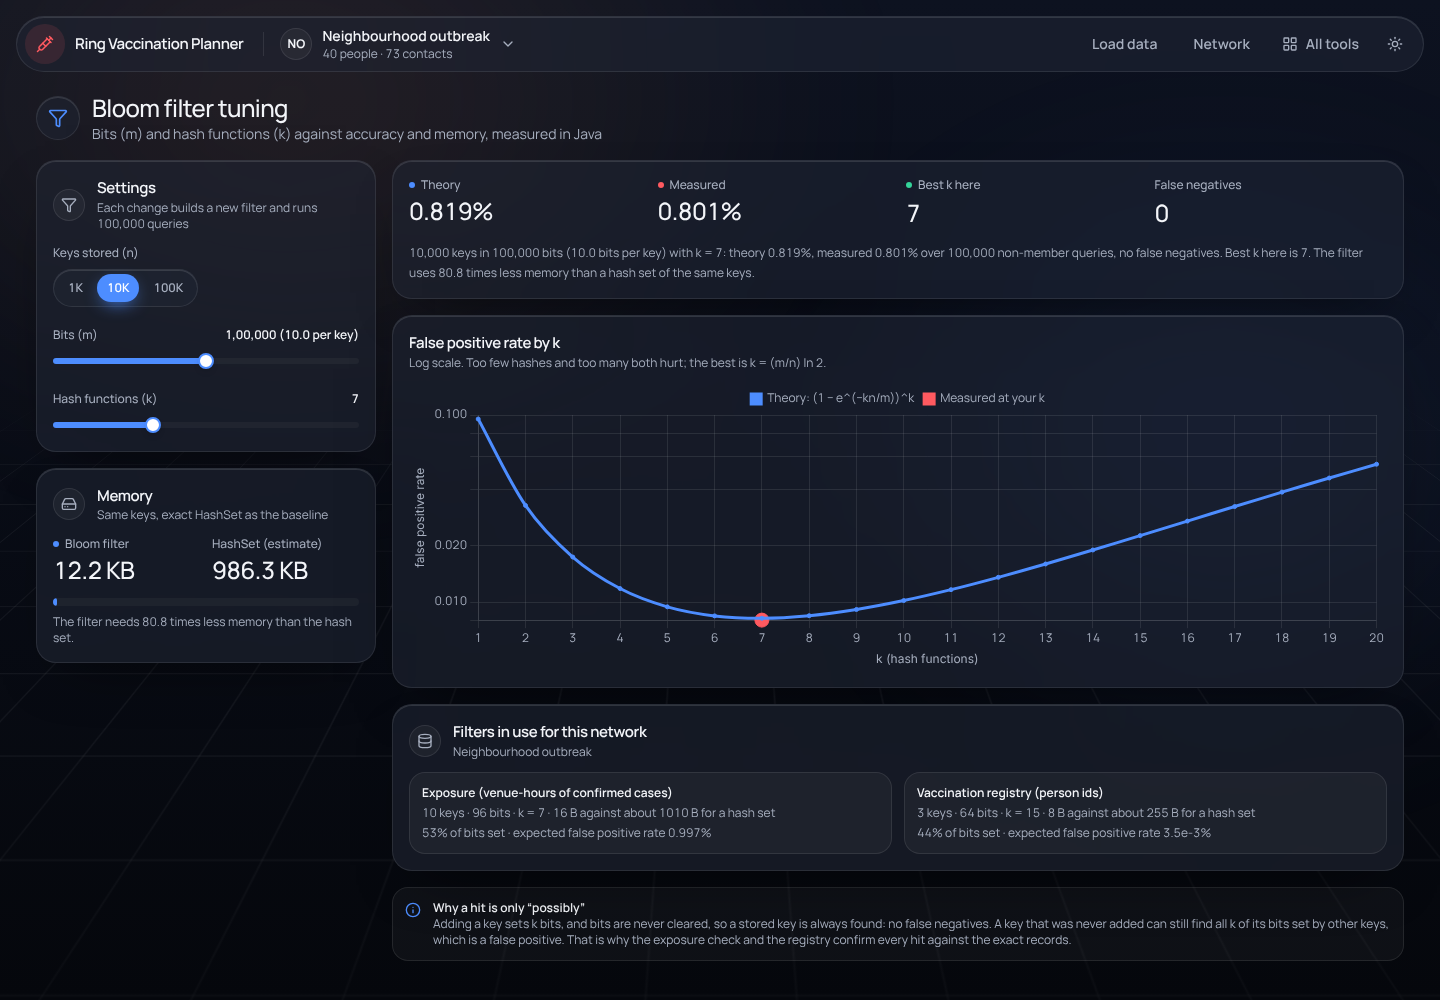 Ring Vaccination Planner
NO
Neighbourhood outbreak
40 people · 73 contacts
Load data
Network
All tools
Bloom filter tuning
Bits (m) and hash functions (k) against accuracy and memory, measured in Java
Settings
Each change builds a new filter and runs
100,000 queries
Keys stored (n)
1K 10K 100K
Bits (m) 1,00,000 (10.0 per key)
Hash functions (k) 7
Memory
Same keys, exact HashSet as the baseline
Bloom filter HashSet (estimate)
12.2 KB 986.3 KB
The filter needs 80.8 times less memory than the hash
set.
Theory Measured Best k here False negatives
0.819% 0.801% 7 0
10,000 keys in 100,000 bits (10.0 bits per key) with k = 7: theory 0.819%, measured 0.801% over 100,000 non-member queries, no false negatives. Best k here is 7. The filter
uses 80.8 times less memory than a hash set of the same keys.
False positive rate by k
Log scale. Too few hashes and too many both hurt; the best is k = (m/n) ln 2.
Theory: (1 − e^(−kn/m))^k Measured at your k
0.100
0.020
0.010
false positive rate
1 2 3 4 5 6 7 8 9 10 11 12 13 14 15 16 17 18 19 20
k (hash functions)
Filters in use for this network
Neighbourhood outbreak
Exposure (venue-hours of confirmed cases)
10 keys · 96 bits · k = 7 · 16 B against about 1010 B for a hash set
53% of bits set · expected false positive rate 0.997%
Vaccination registry (person ids)
3 keys · 64 bits · k = 15 · 8 B against about 255 B for a hash set
44% of bits set · expected false positive rate 3.5e-3%
Why a hit is only “possibly”
Adding a key sets k bits, and bits are never cleared, so a stored key is always found: no false negatives. A key that was never added can still find all k of its bits set by other keys,
which is a false positive. That is why the exposure check and the registry confirm every hit against the exact records.